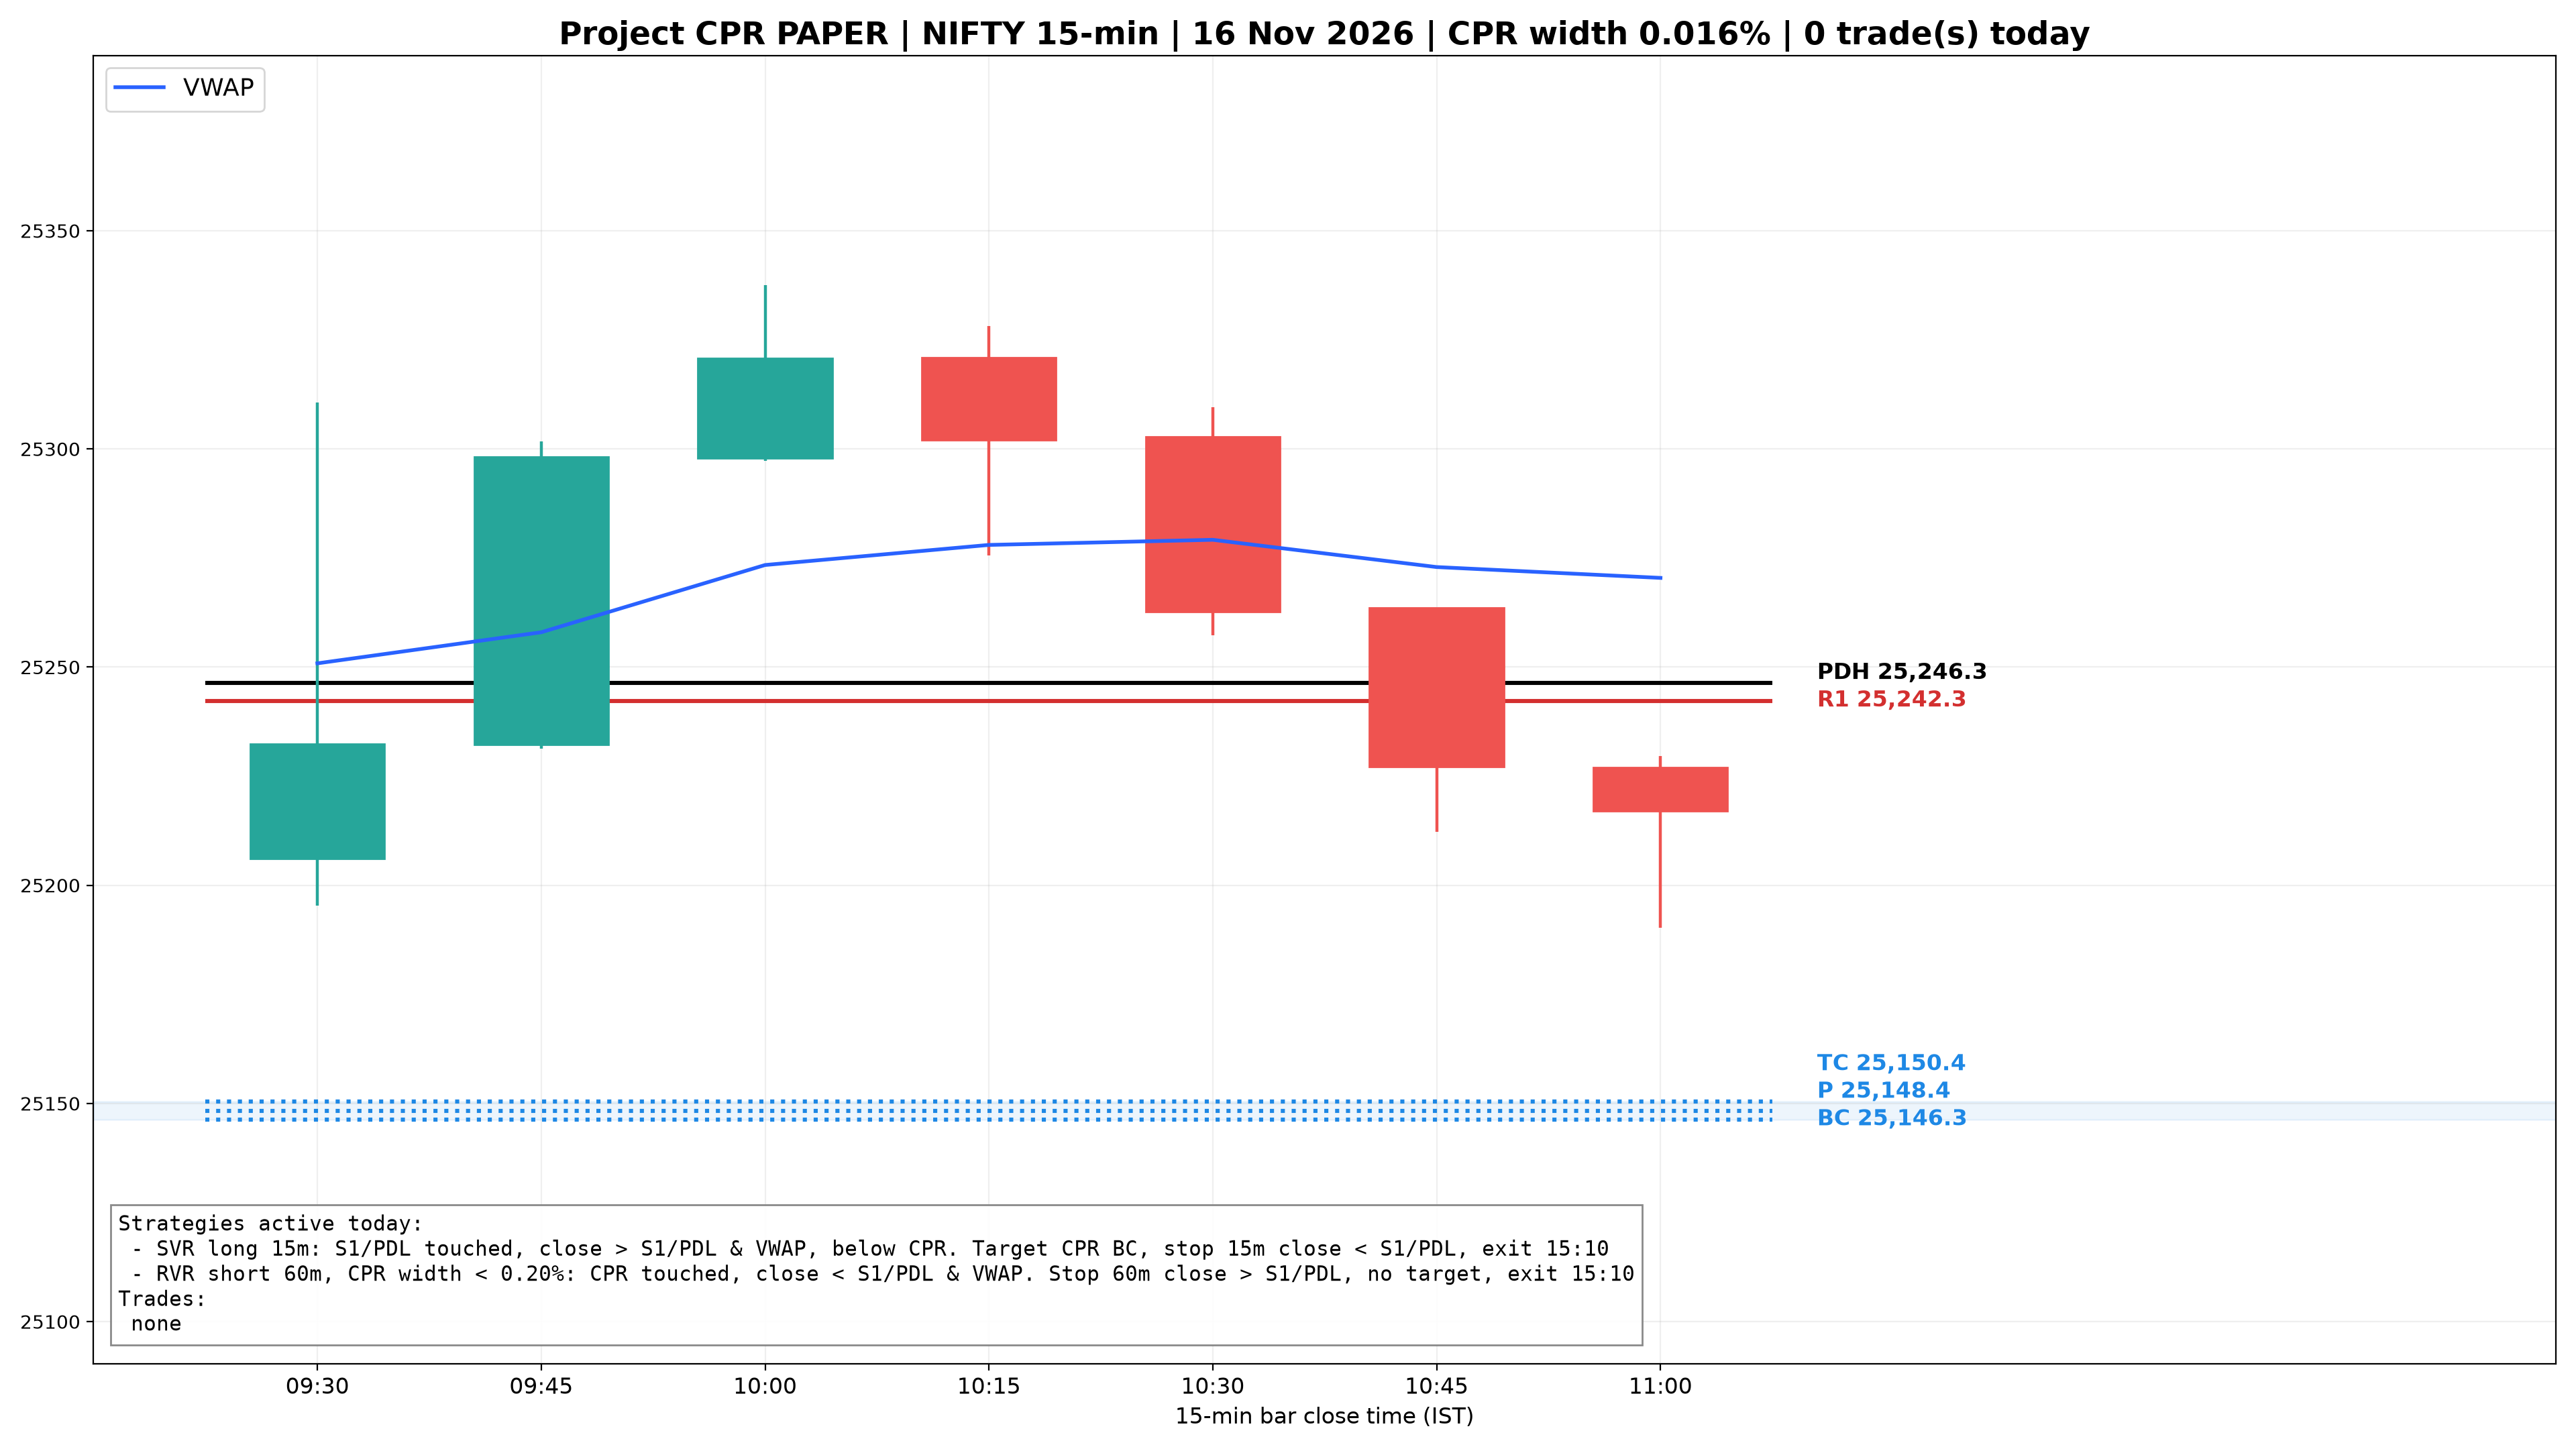 Project CPR PAPER | NIFTY 15-min | 16 Nov 2026 | CPR width 0.016% | 0 trade(s) today
VWAP
25350
25300
25250
25200
25150
25100
PDH 25,246.3
R1 25,242.3
TC 25,150.4
P 25,148.4
BC 25,146.3
Strategies active today:
- SVR long 15m: S1/PDL touched, close > S1/PDL & VWAP, below CPR. Target CPR BC, stop 15m close < S1/PDL, exit 15:10
- RVR short 60m, CPR width < 0.20%: CPR touched, close < S1/PDL & VWAP. Stop 60m close > S1/PDL, no target, exit 15:10
Trades:
none
09:30 09:45 10:00 10:15 10:30 10:45 11:00
15-min bar close time (IST)